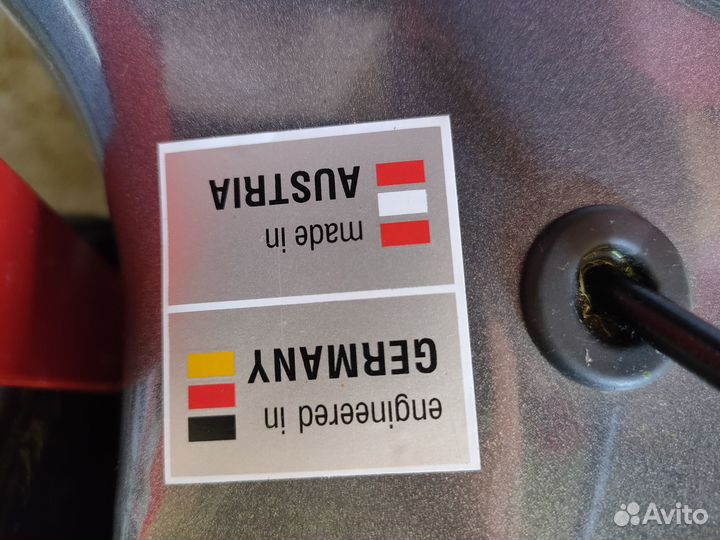 engineered in
GERMANY
made in
AUSTRIA
Avito